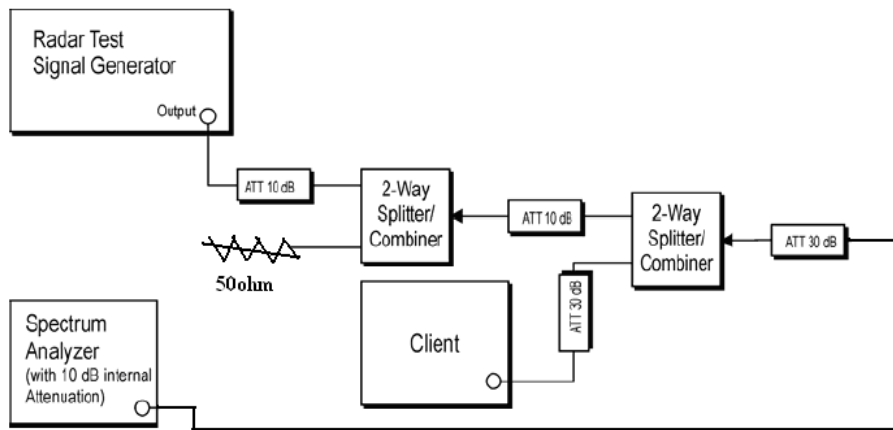 Radar Test
Signal Generator
Output
ATT 10 dB
2-Way
Splitter/
Combiner
ATT 10 dB
2-Way
Splitter/
Combiner
ATT 30 dB
50ohm
ATT 30 dB
Client
Spectrum
Analyzer
(with 10 dB internal
Attenuation)